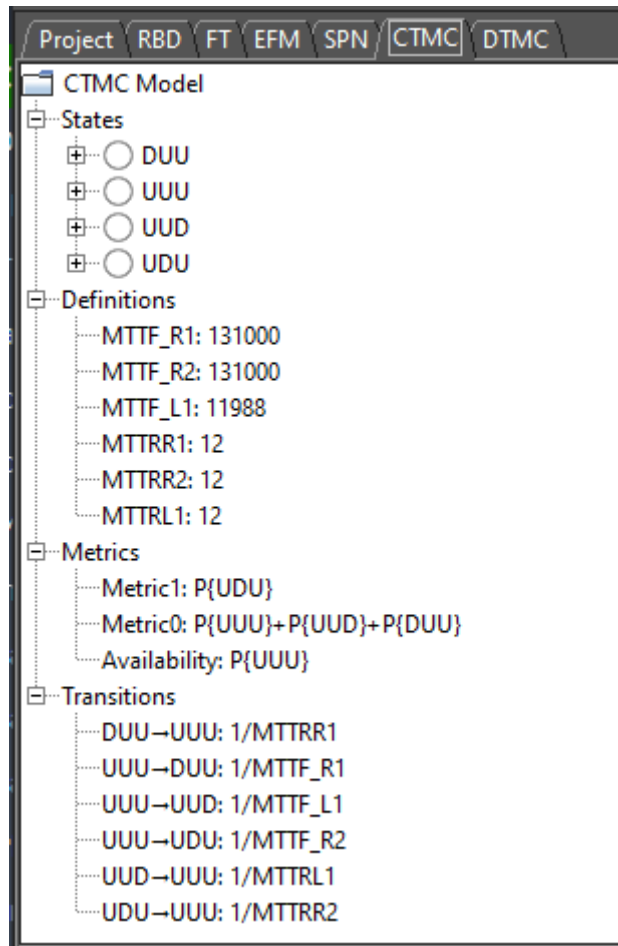 Project RBD FT EFM SPN CTMC DTMC
CTMC Model
States
DUU
UUU
UUD
UDU
Definitions
MTTF_R1: 131000
MTTF_R2: 131000
MTTF_L1: 11988
MTTRR1: 12
MTTRR2: 12
MTTRL1: 12
Metrics
Metric1: P{UDU}
Metric0: P{UUU}+P{UUD}+P{DUU}
Availability: P{UUU}
Transitions
DUU→UUU: 1/MTTRR1
UUU→DUU: 1/MTTF_R1
UUU→UUD: 1/MTTF_L1
UUU→UDU: 1/MTTF_R2
UUD→UUU: 1/MTTRL1
UDU→UUU: 1/MTTRR2